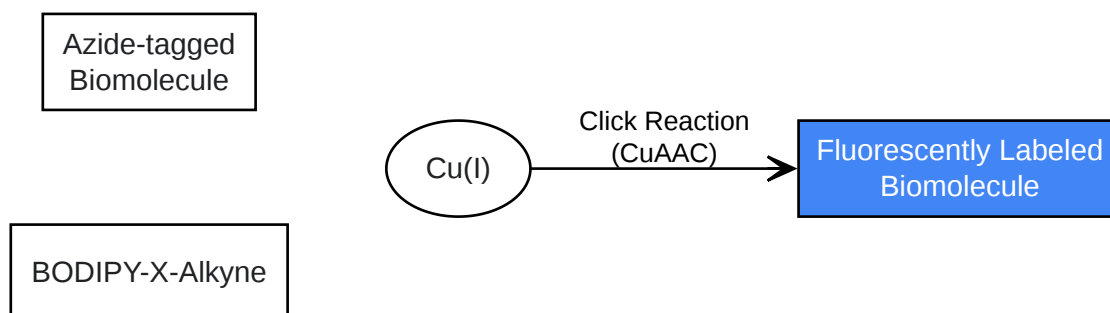 Azide-tagged
Biomolecule
BODIPY-X-Alkyne
Cu(I)
Click Reaction
(CuAAC)
Fluorescently Labeled
Biomolecule